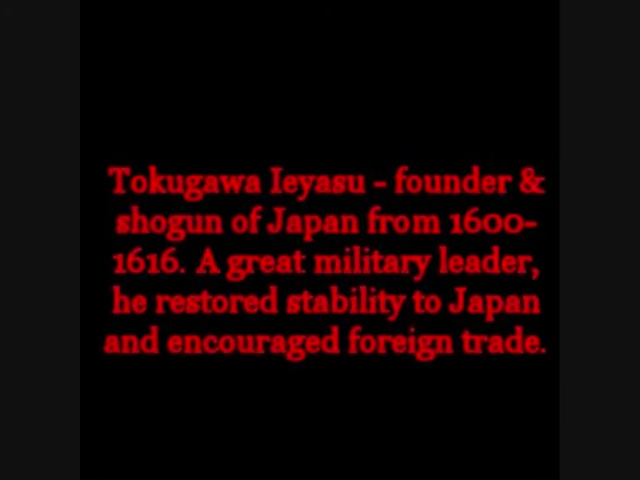 Tokugawa Ieyasu - founder &
shogun of Japan from 1600-
1616. A great military leader,
he restored stability to Japan
and encouraged foreign trade.